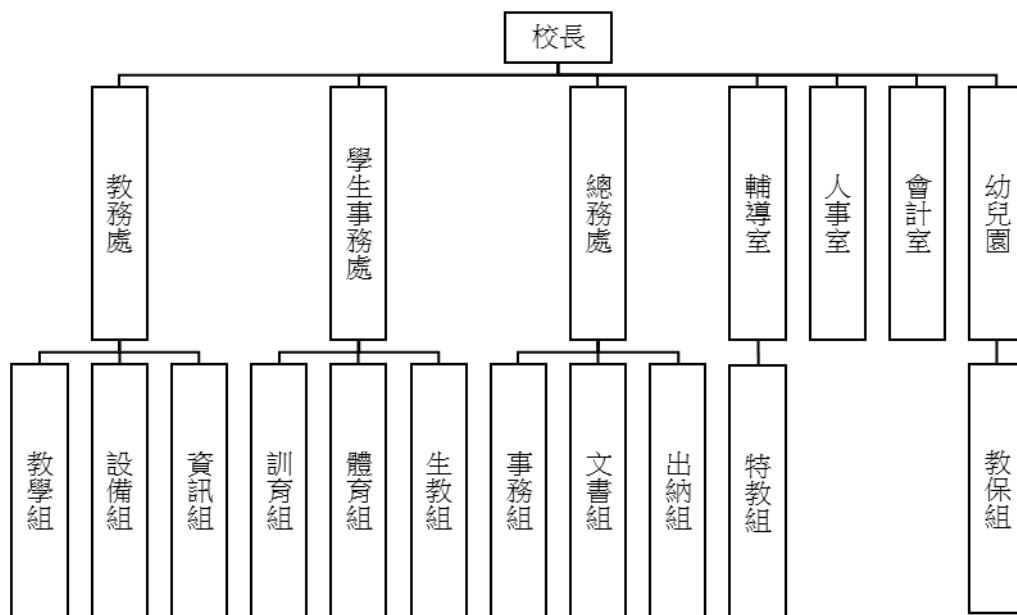 校長
教務處
學生事務處
總務處
輔導室
人事室
會計室
幼兒園
教學組
設備組
資訊組
訓育組
體育組
生教組
事務組
文書組
出納組
特教組
教保組